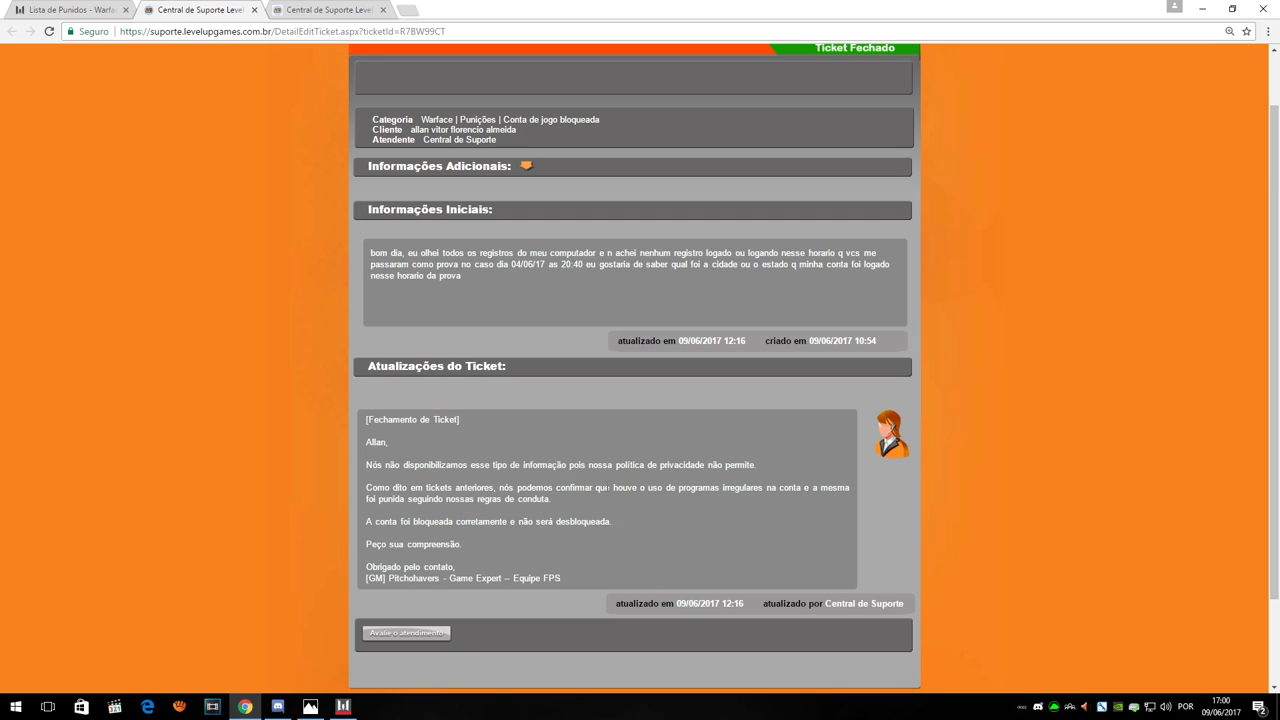 Lista de Punidos - Warfa
Central de Suporte Level
Central de Suporte Level
Seguro
https://suporte.levelupgames.com.br/DetailEditTicket.aspx?ticketId=R7BW99CT
Ticket Fechado
Categoria Warface | Punições | Conta de jogo bloqueada
Cliente allan vitor florencio almeida
Atendente Central de Suporte
Informações Adicionais:
Informações Iniciais:
bom dia, eu olhei todos os registros do meu computador e n achei nenhum registro logado ou logando nesse horario q vcs me
passaram como prova no caso dia 04/06/17 as 20:40 eu gostaria de saber qual foi a cidade ou o estado q minha conta foi logado
nesse horario da prova
atualizado em 09/06/2017 12:16 criado em 09/06/2017 10:54
Atualizações do Ticket:
[Fechamento de Ticket]
Allan,
Nós não disponibilizamos esse tipo de informação pois nossa política de privacidade não permite.
Como dito em tickets anteriores, nós podemos confirmar que houve o uso de programas irregulares na conta e a mesma
foi punida seguindo nossas regras de conduta.
A conta foi bloqueada corretamente e não será desbloqueada.
Peço sua compreensão.
Obrigado pelo contato,
[GM] Pitchohavers - Game Expert – Equipe FPS
atualizado em 09/06/2017 12:16 atualizado por Central de Suporte
Avalie o atendimento
POR
17:00
09/06/2017
2